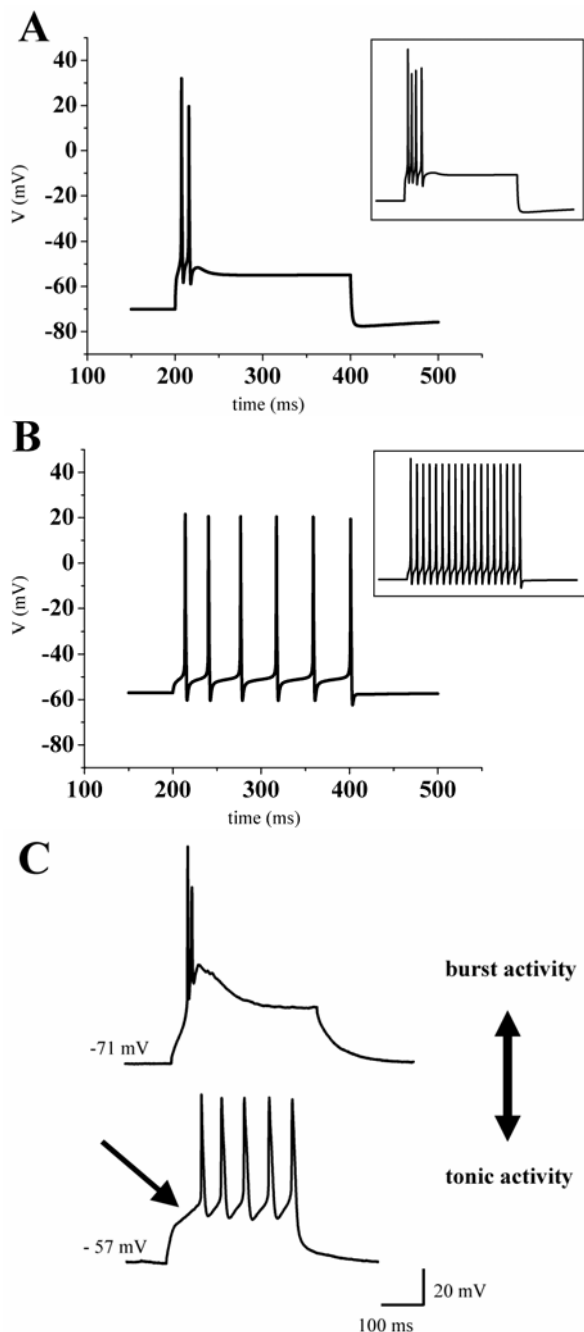 A
V (mV)
40
20
0
-20
-40
-60
-80
100 200 300 400 500
time (ms)
B
V (mV)
40
20
0
-20
-40
-60
-80
100 200 300 400 500
time (ms)
C
burst activity
-71 mV
tonic activity
- 57 mV
20 mV
100 ms